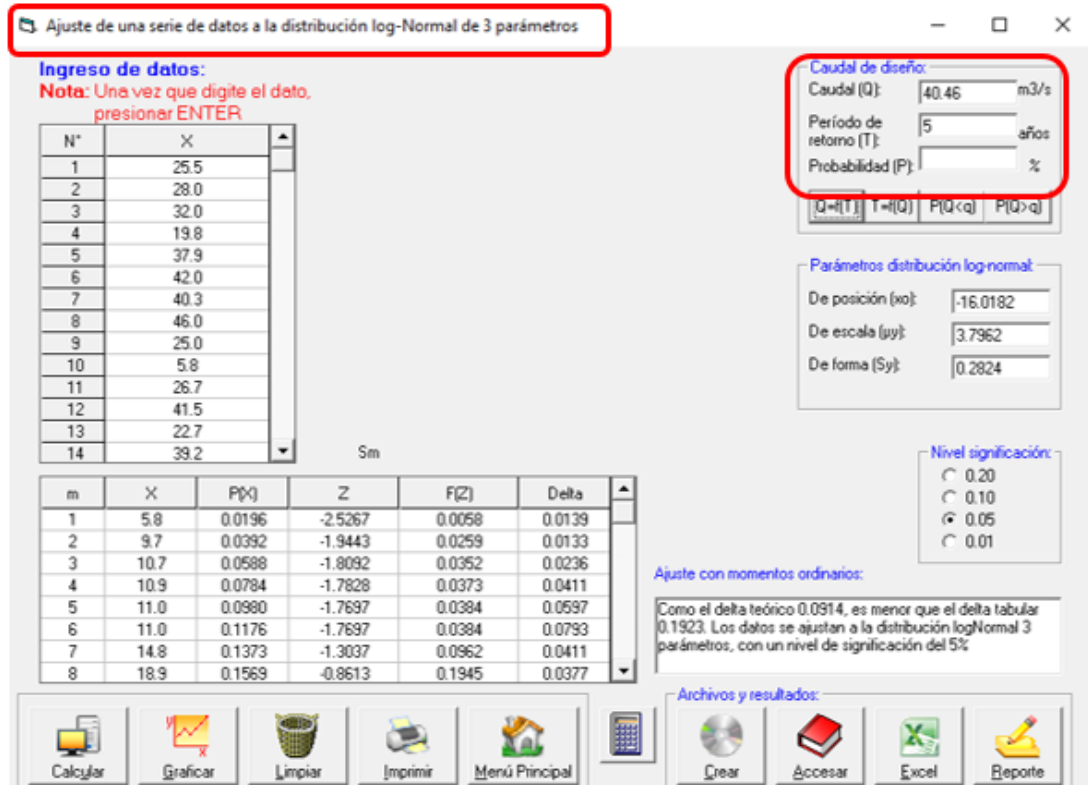 Ajuste de una serie de datos a la distribución log-Normal de 3 parámetros
Ingreso de datos:
Nota: Una vez que digite el dato,
presionar ENTER
N° X
1 25.5
2 28.0
3 32.0
4 19.8
5 37.9
6 42.0
7 40.3
8 46.0
9 25.0
10 5.8
11 26.7
12 41.5
13 22.7
14 39.2
Sm
Caudal de diseño:
Caudal (Q): 40.46 m3/s
Período de
retorno (T): 5 años
Probabilidad (P): %
Q=f(T) T=f(Q) P(Q<q) P(Q>q)
Parámetros distribución log-normal:
De posición (xo): -16.0182
De escala (µy): 3.7962
De forma (Sy): 0.2824
Nivel significación:
0.20
0.10
0.05
0.01
m X P(X) Z F(Z) Delta
1 5.8 0.0196 -2.5267 0.0058 0.0139
2 9.7 0.0392 -1.9443 0.0259 0.0133
3 10.7 0.0588 -1.8092 0.0352 0.0236
4 10.9 0.0784 -1.7828 0.0373 0.0411
5 11.0 0.0980 -1.7697 0.0384 0.0597
6 11.0 0.1176 -1.7697 0.0384 0.0793
7 14.8 0.1373 -1.3037 0.0962 0.0411
8 18.9 0.1569 -0.8613 0.1945 0.0377
Ajuste con momentos ordinarios:
Como el delta teórico 0.0914, es menor que el delta tabular
0.1923. Los datos se ajustan a la distribución logNormal 3
parámetros, con un nivel de significación del 5%
Calcular Graficar Limpiar Imprimir Menú Principal
Archivos y resultados:
Crear Accesar Excel Reporte